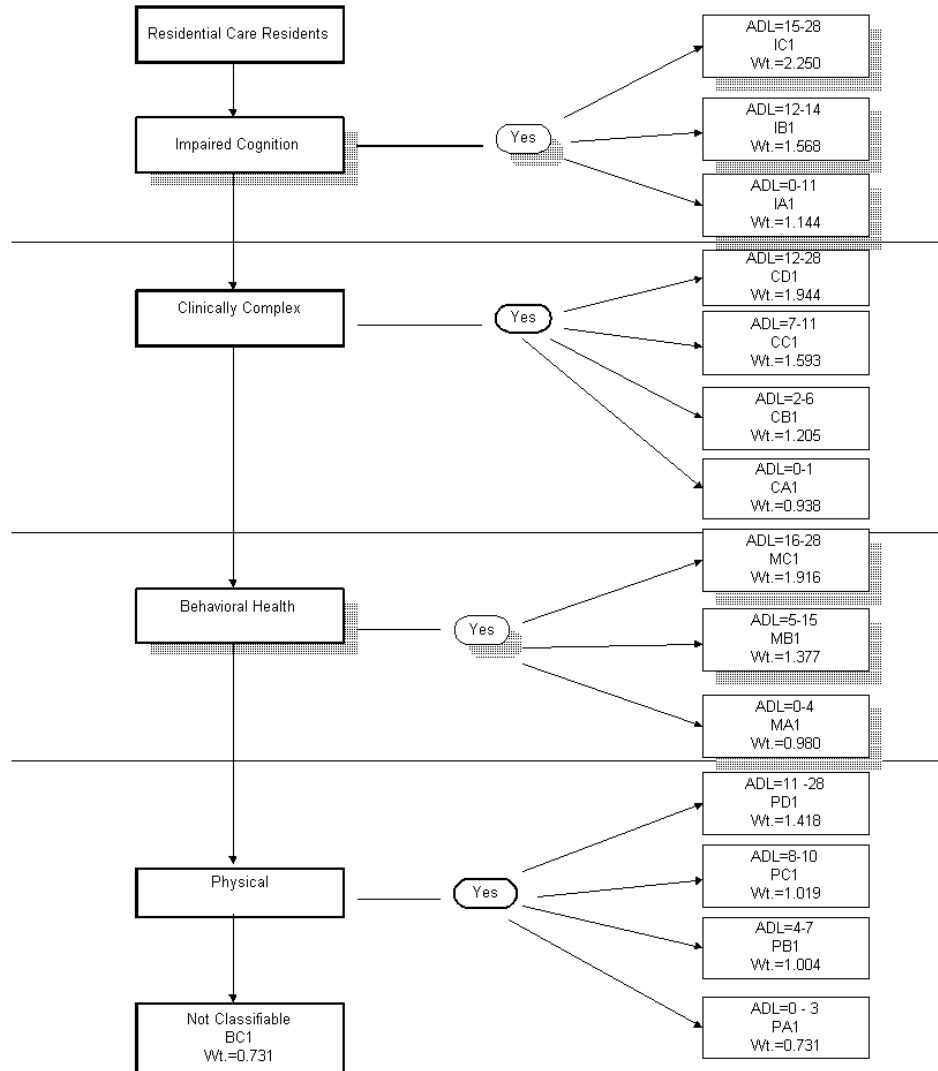 Residential Care Residents
Impaired Cognition
Yes
ADL=15-28
IC1
Wt.=2.250
ADL=12-14
IB1
Wt.=1.568
ADL=0-11
IA1
Wt.=1.144
Clinically Complex
Yes
ADL=12-28
CD1
Wt.=1.944
ADL=7-11
CC1
Wt.=1.593
ADL=2-6
CB1
Wt.=1.205
ADL=0-1
CA1
Wt.=0.938
Behavioral Health
Yes
ADL=16-28
MC1
Wt.=1.916
ADL=5-15
MB1
Wt.=1.377
ADL=0-4
MA1
Wt.=0.980
Physical
Yes
ADL=11 -28
PD1
Wt.=1.418
ADL=8-10
PC1
Wt.=1.019
ADL=4-7
PB1
Wt.=1.004
ADL=0 - 3
PA1
Wt.=0.731
Not Classifiable
BC1
Wt.=0.731